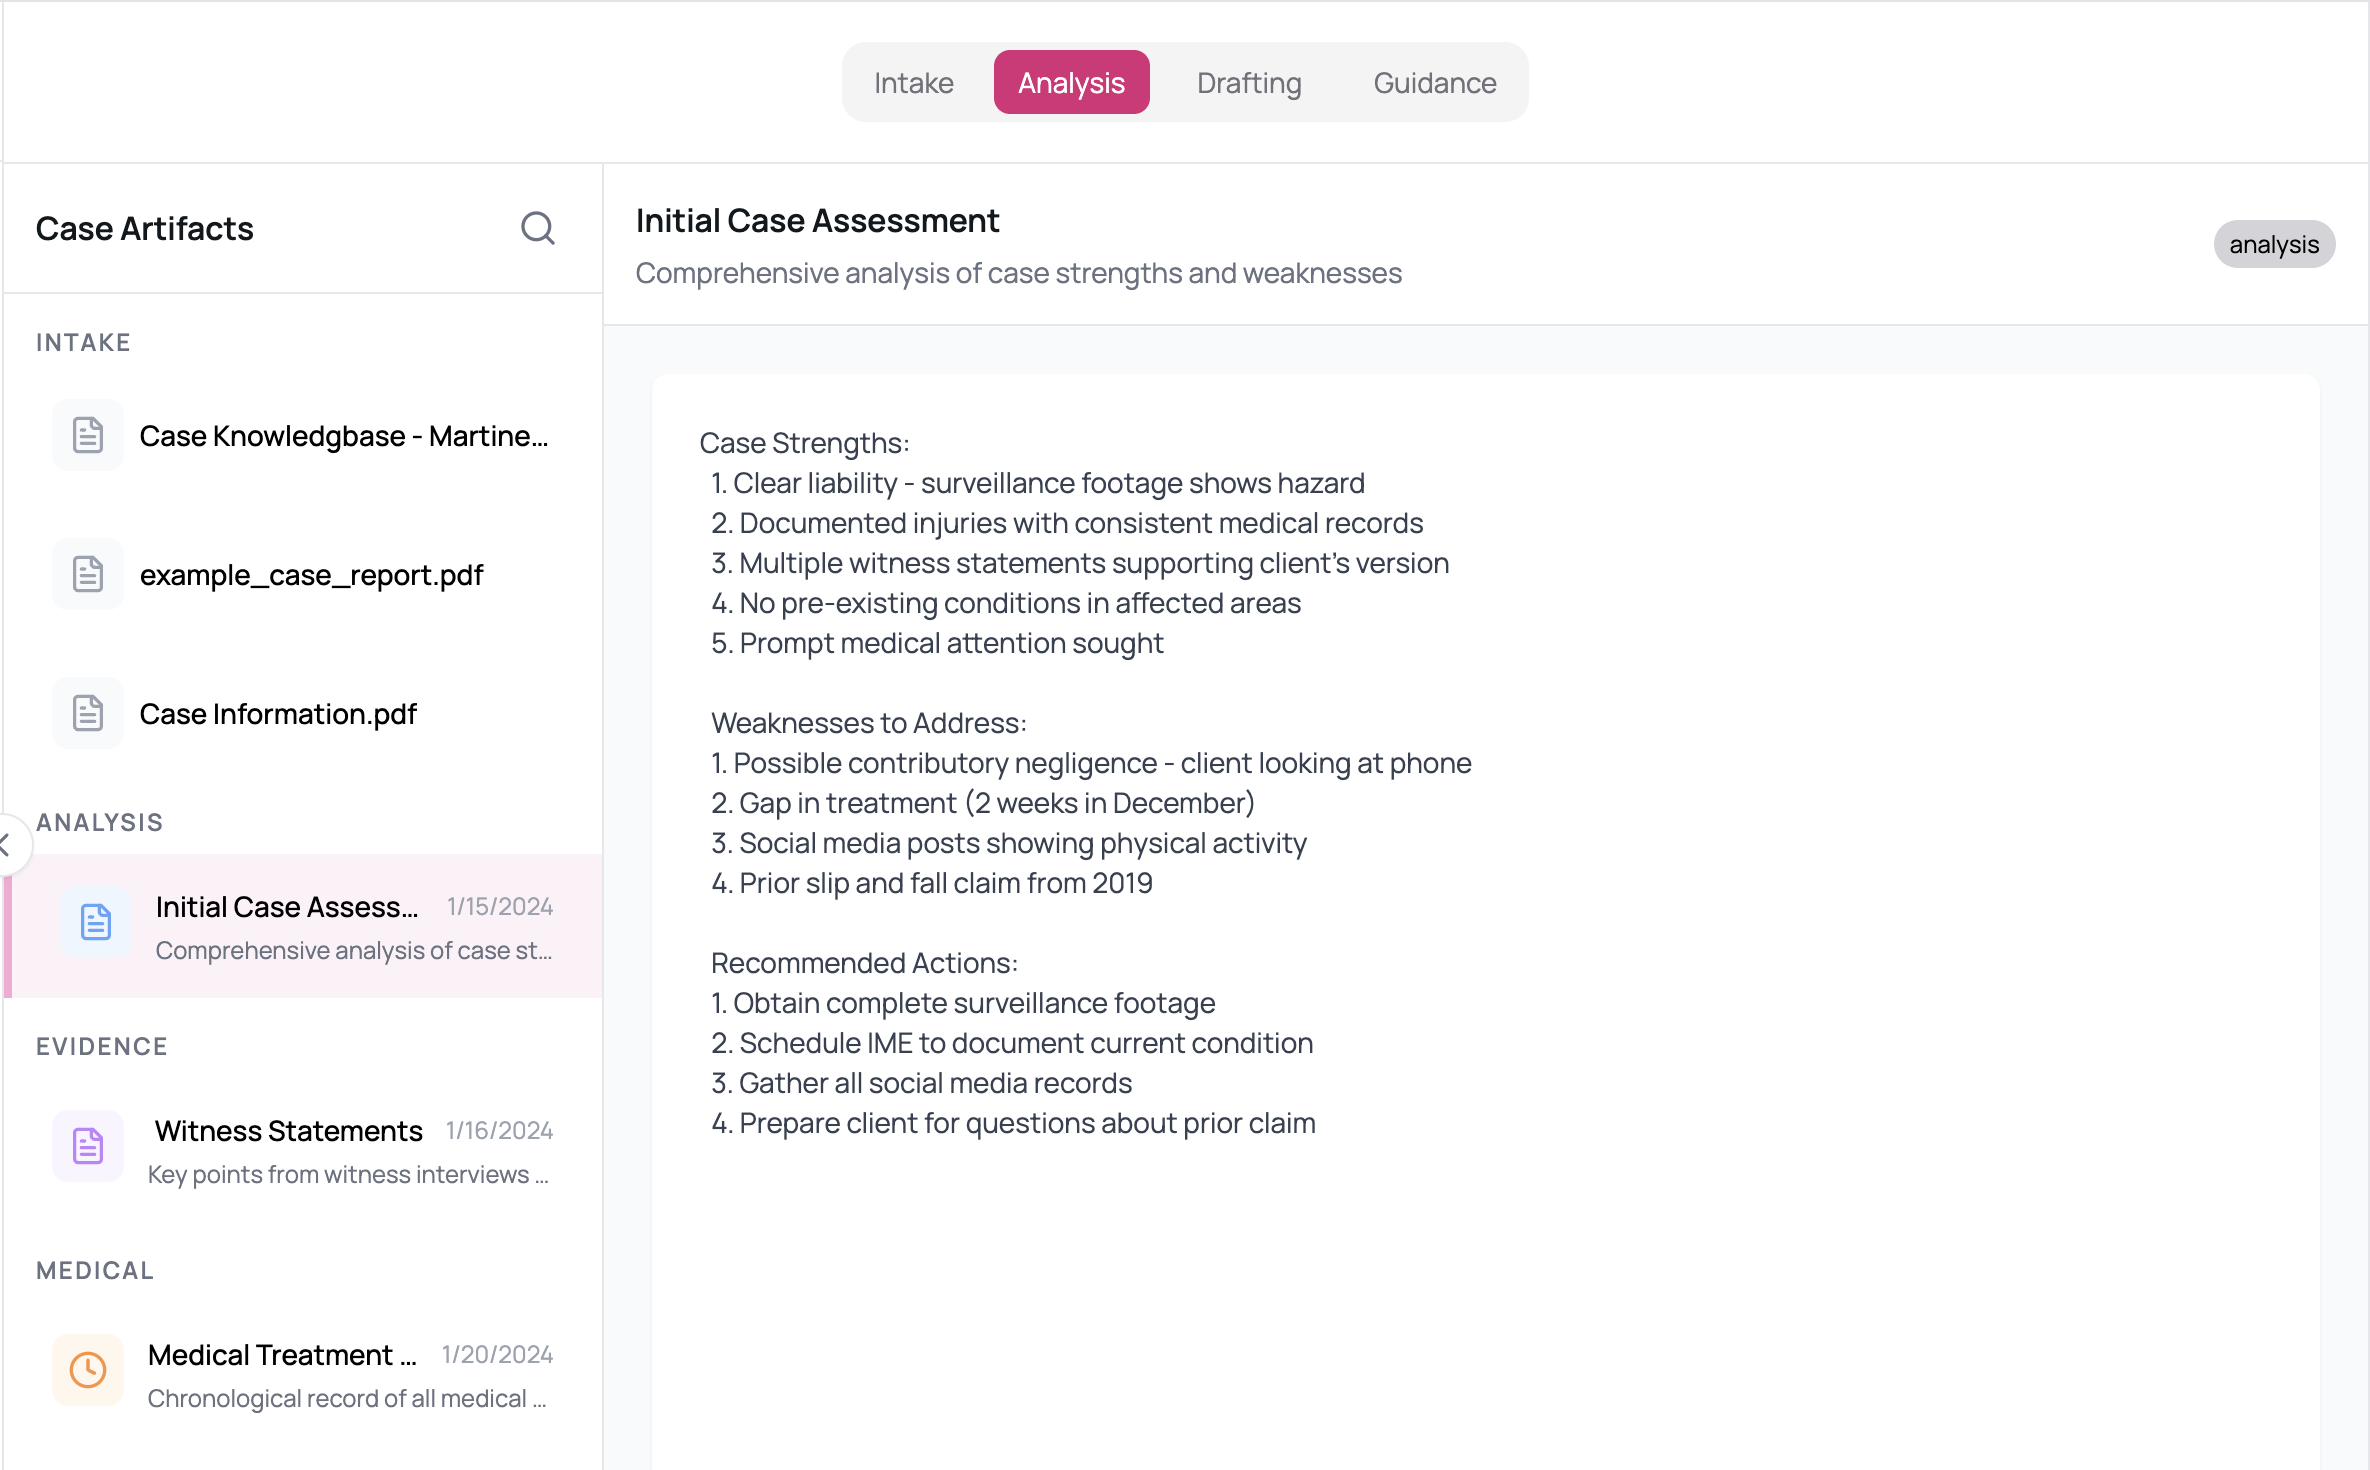 Intake
Analysis
Drafting
Guidance
Case Artifacts
INTAKE
Case Knowledgbase - Martine...
example_case_report.pdf
Case Information.pdf
ANALYSIS
Initial Case Assess... 1/15/2024
Comprehensive analysis of case st...
EVIDENCE
Witness Statements 1/16/2024
Key points from witness interviews ...
MEDICAL
Medical Treatment ... 1/20/2024
Chronological record of all medical ...
Initial Case Assessment
Comprehensive analysis of case strengths and weaknesses
analysis
Case Strengths:
1. Clear liability - surveillance footage shows hazard
2. Documented injuries with consistent medical records
3. Multiple witness statements supporting client's version
4. No pre-existing conditions in affected areas
5. Prompt medical attention sought
Weaknesses to Address:
1. Possible contributory negligence - client looking at phone
2. Gap in treatment (2 weeks in December)
3. Social media posts showing physical activity
4. Prior slip and fall claim from 2019
Recommended Actions:
1. Obtain complete surveillance footage
2. Schedule IME to document current condition
3. Gather all social media records
4. Prepare client for questions about prior claim